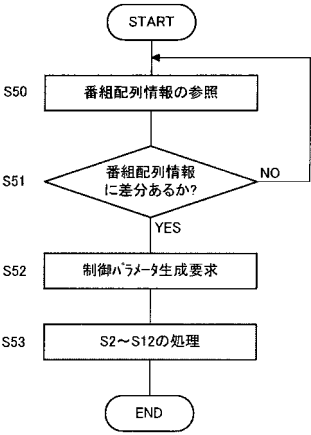 START
S50
番組配列情報の参照
S51
番組配列情報
に差分あるか?
NO
YES
S52
制御パラメータ生成要求
S53
S2～S12の処理
END